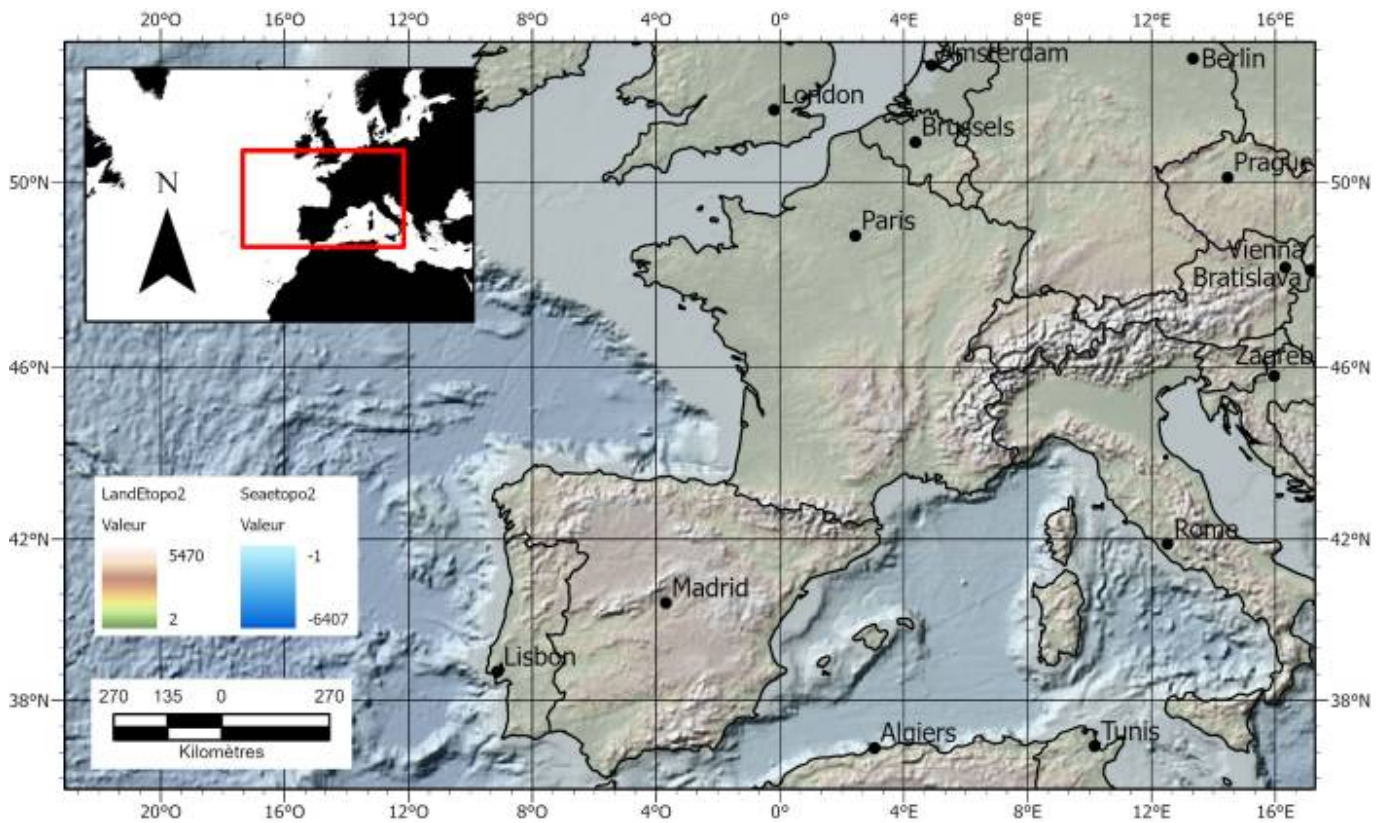 20°O 16°O 12°O 8°O 4°O 0° 4°E 8°E 12°E 16°E
Amsterdam
Berlin
London
Brussels
Prague
50°N
50°N
N
Paris
Vienna
Bratislava
46°N
46°N
Zagreb
LandEtopo2 Seaetopo2
Valeur Valeur
5470 -1
2 -6407
42°N
42°N
Rome
Madrid
Lisbon
270 135 0 270
Kilomètres
38°N
38°N
Algiers
Tunis
20°O 16°O 12°O 8°O 4°O 0° 4°E 8°E 12°E 16°E